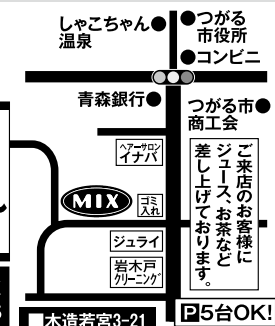 しゃこちゃん
温泉
つがる
市役所
コンビニ
青森銀行
つがる市
商工会
ヘアーサロン
イナバ
MIX
ゴミ
入れ
ジュライ
岩木戸
クリーニング
ご来店のお客様に
ジュース、お茶など
差し上げております。
木造若宮3-21
P5台OK!